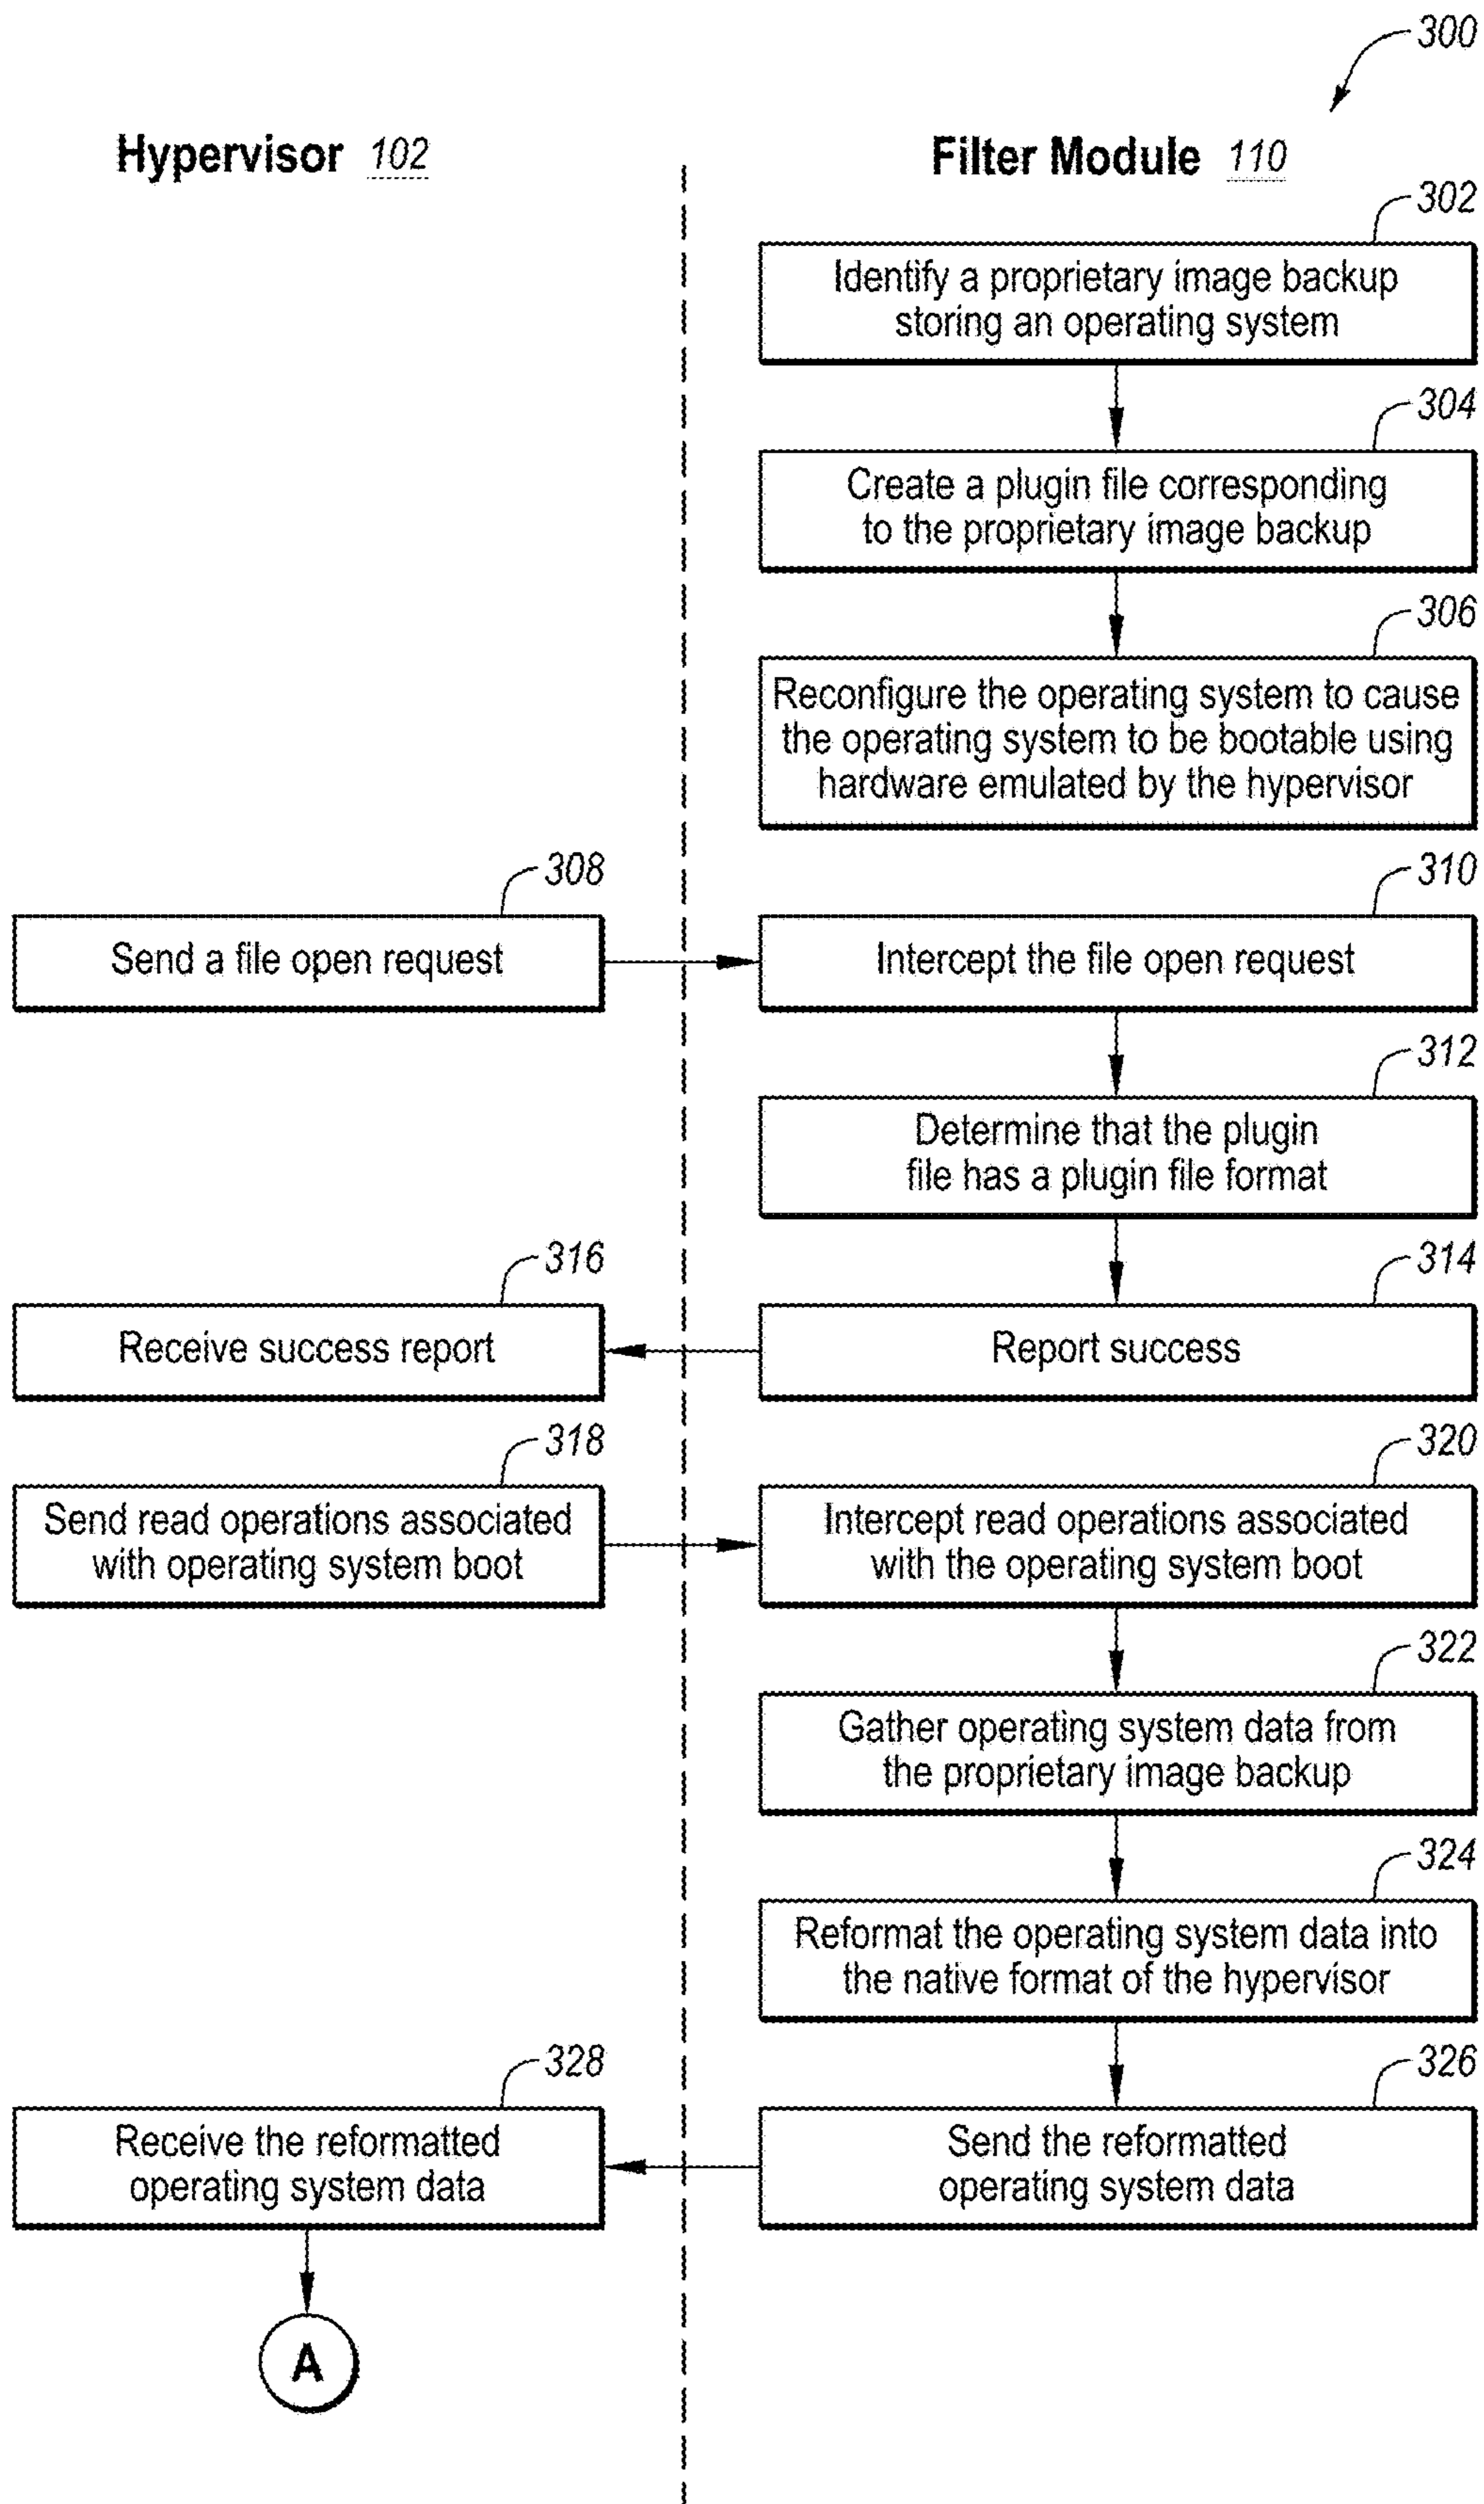 300
Hypervisor 102
Filter Module 110
302
Identify a proprietary image backup
storing an operating system
304
Create a plugin file corresponding
to the proprietary image backup
306
Reconfigure the operating system to cause
the operating system to be bootable using
hardware emulated by the hypervisor
308
Send a file open request
310
Intercept the file open request
312
Determine that the plugin
file has a plugin file format
316
Receive success report
314
Report success
318
Send read operations associated
with operating system boot
320
Intercept read operations associated
with the operating system boot
322
Gather operating system data from
the proprietary image backup
324
Reformat the operating system data into
the native format of the hypervisor
328
Receive the reformatted
operating system data
326
Send the reformatted
operating system data
A